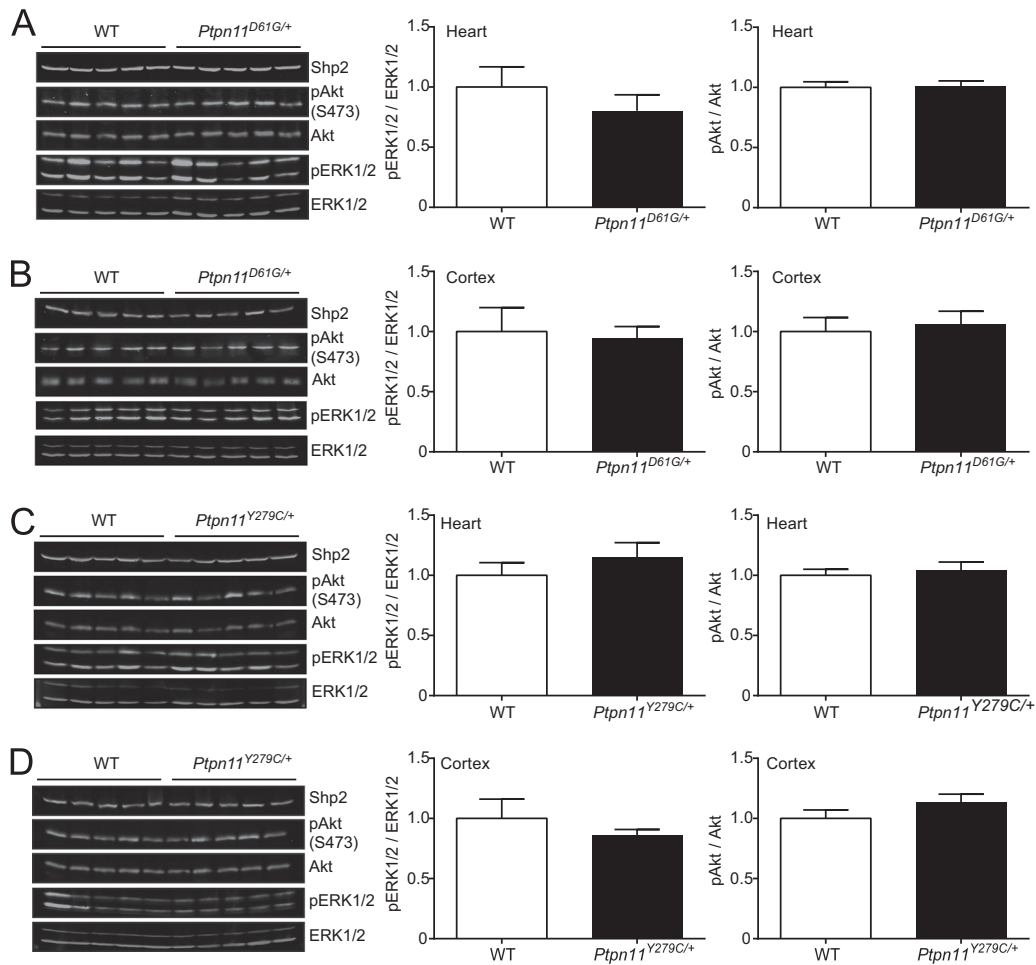 A
WT Ptpn11D61G/+
Shp2
pAkt
(S473)
Akt
pERK1/2
ERK1/2
Heart
pERK1/2 / ERK1/2
1.5
1.0
0.5
0
WT Ptpn11D61G/+
Heart
pAkt / Akt
1.5
1.0
0.5
0
WT Ptpn11D61G/+
B
WT Ptpn11D61G/+
Shp2
pAkt
(S473)
Akt
pERK1/2
ERK1/2
Cortex
pERK1/2 / ERK1/2
1.5
1.0
0.5
0
WT Ptpn11D61G/+
Cortex
pAkt / Akt
1.5
1.0
0.5
0
WT Ptpn11D61G/+
C
WT Ptpn11Y279C/+
Shp2
pAkt
(S473)
Akt
pERK1/2
ERK1/2
Heart
pERK1/2 / ERK1/2
1.5
1.0
0.5
0
WT Ptpn11Y279C/+
Heart
pAkt / Akt
1.5
1.0
0.5
0
WT Ptpn11Y279C/+
D
WT Ptpn11Y279C/+
Shp2
pAkt
(S473)
Akt
pERK1/2
ERK1/2
Cortex
pERK1/2 / ERK1/2
1.5
1.0
0.5
0
WT Ptpn11Y279C/+
Cortex
pAkt / Akt
1.5
1.0
0.5
0
WT Ptpn11Y279C/+